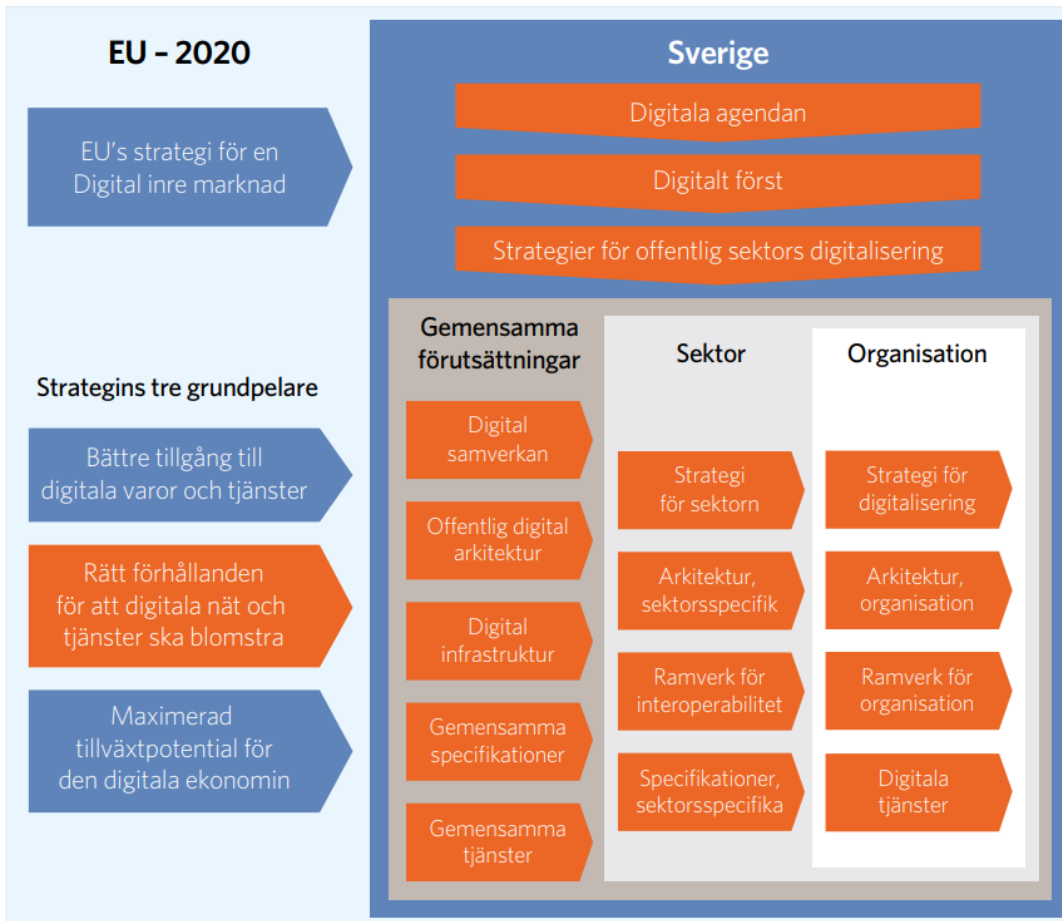 EU – 2020
EU's strategi för en
Digital inre marknad
Strategins tre grundpelare
Bättre tillgång till
digitala varor och tjänster
Rätt förhållanden
för att digitala nät och
tjänster ska blomstra
Maximerad
tillväxtpotential för
den digitala ekonomin
Sverige
Digitala agendan
Digitalt först
Strategier för offentlig sektors digitalisering
Gemensamma
förutsättningar
Digital
samverkan
Offentlig digital
arkitektur
Digital
infrastruktur
Gemensamma
specifikationer
Gemensamma
tjänster
Sektor
Strategi
för sektorn
Arkitektur,
sektorsspecifik
Ramverk för
interoperabilitet
Specifikationer,
sektorsspecifika
Organisation
Strategi för
digitalisering
Arkitektur,
organisation
Ramverk för
organisation
Digitala
tjänster